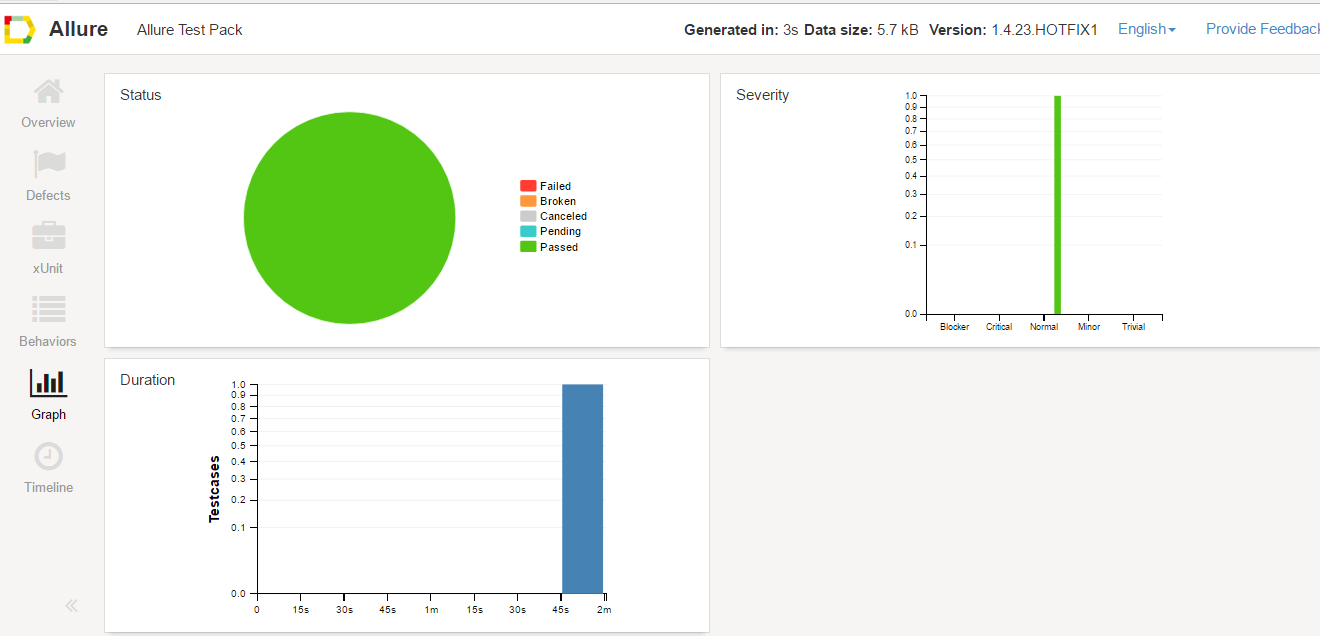 Allure
Allure Test Pack
Generated in: 3s Data size: 5.7 kB Version: 1.4.23.HOTFIX1
English
Provide Feedback
Overview
Defects
xUnit
Behaviors
Graph
Timeline
Status
Failed
Broken
Canceled
Pending
Passed
Severity
1.0
0.9
0.8
0.7
0.6
0.5
0.4
0.3
0.2
0.1
0.0
Blocker Critical Normal Minor Trivial
Duration
Testcases
1.0
0.9
0.8
0.7
0.6
0.5
0.4
0.3
0.2
0.1
0.0
0 15s 30s 45s 1m 15s 30s 45s 2m